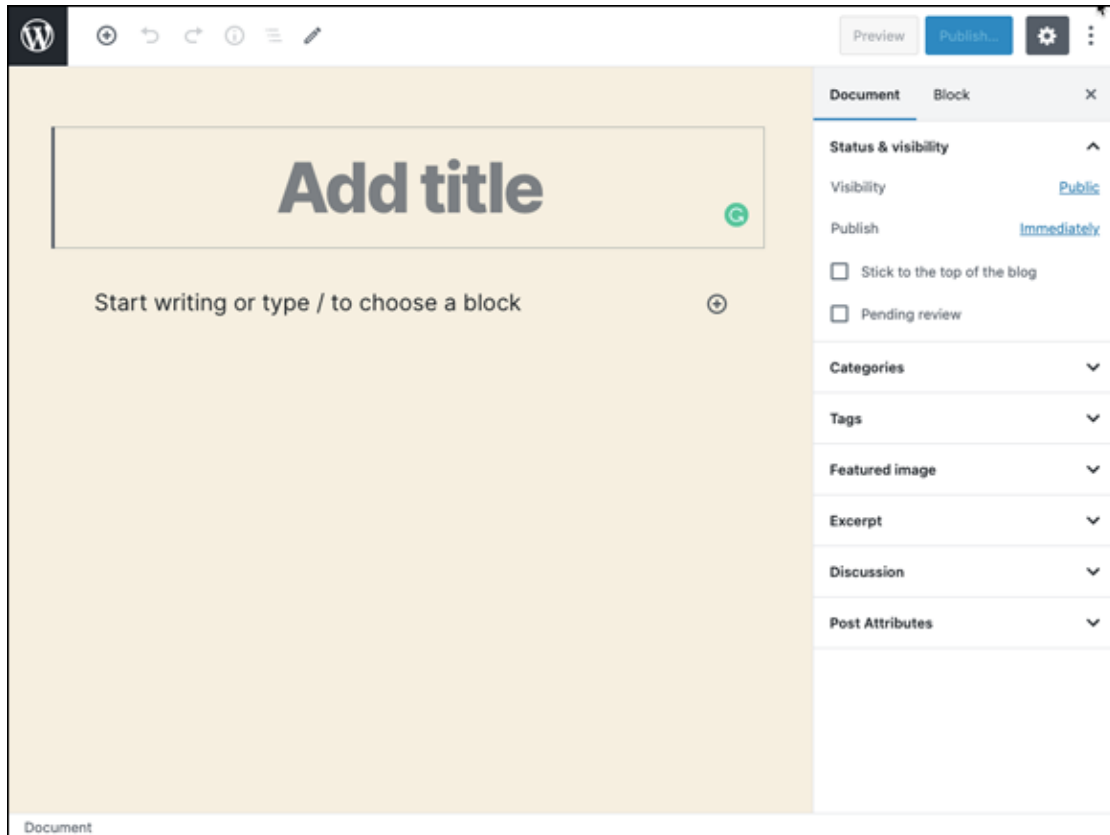 Preview Publish...
Document Block
Status & visibility
Visibility Public
Publish Immediately
Stick to the top of the blog
Pending review
Categories
Tags
Featured image
Excerpt
Discussion
Post Attributes
Add title
Start writing or type / to choose a block
Document